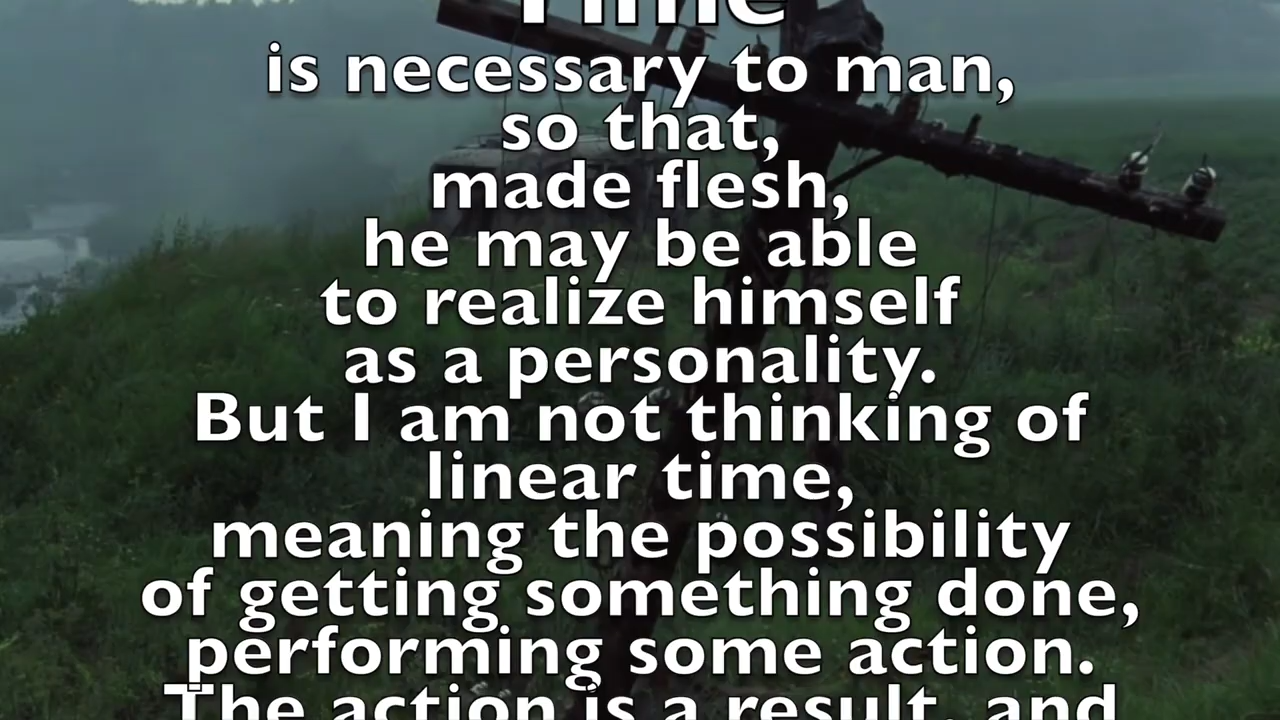 Time
is necessary to man,
so that,
made flesh,
he may be able
to realize himself
as a personality.
But I am not thinking of
linear time,
meaning the possibility
of getting something done,
performing some action.
The action is a result, and